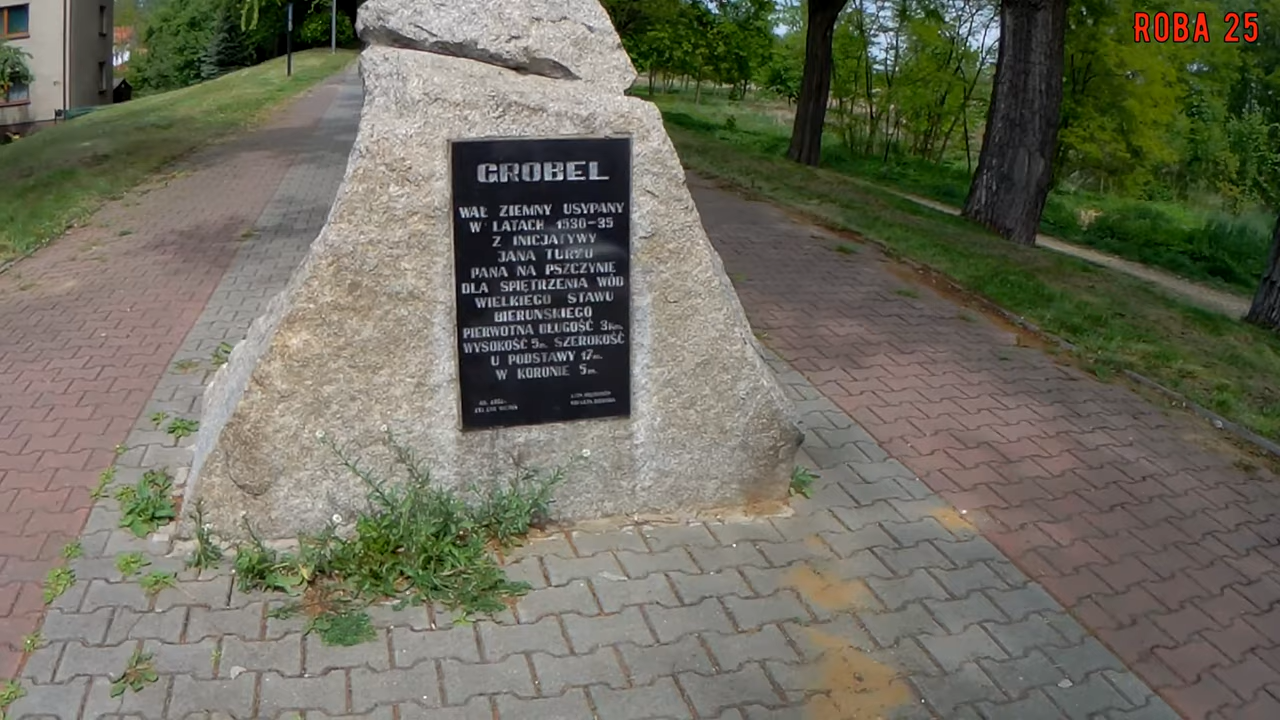 ROBA 25
GROBEL
WAŁ ZIEMNY USYPANY
W LATACH 1530-35
Z INICJATYWY
JANA TURZO
PANA NA PSZCZYNIE
DLA SPIĘTRZENIA WÓD
WIELKIEGO STAWU
BIERUŃSKIEGO
PIERWOTNA DŁUGOŚĆ 3km.
WYSOKOŚĆ 5m. SZEROKOŚĆ
U PODSTAWY 17m.
W KORONIE 5m.